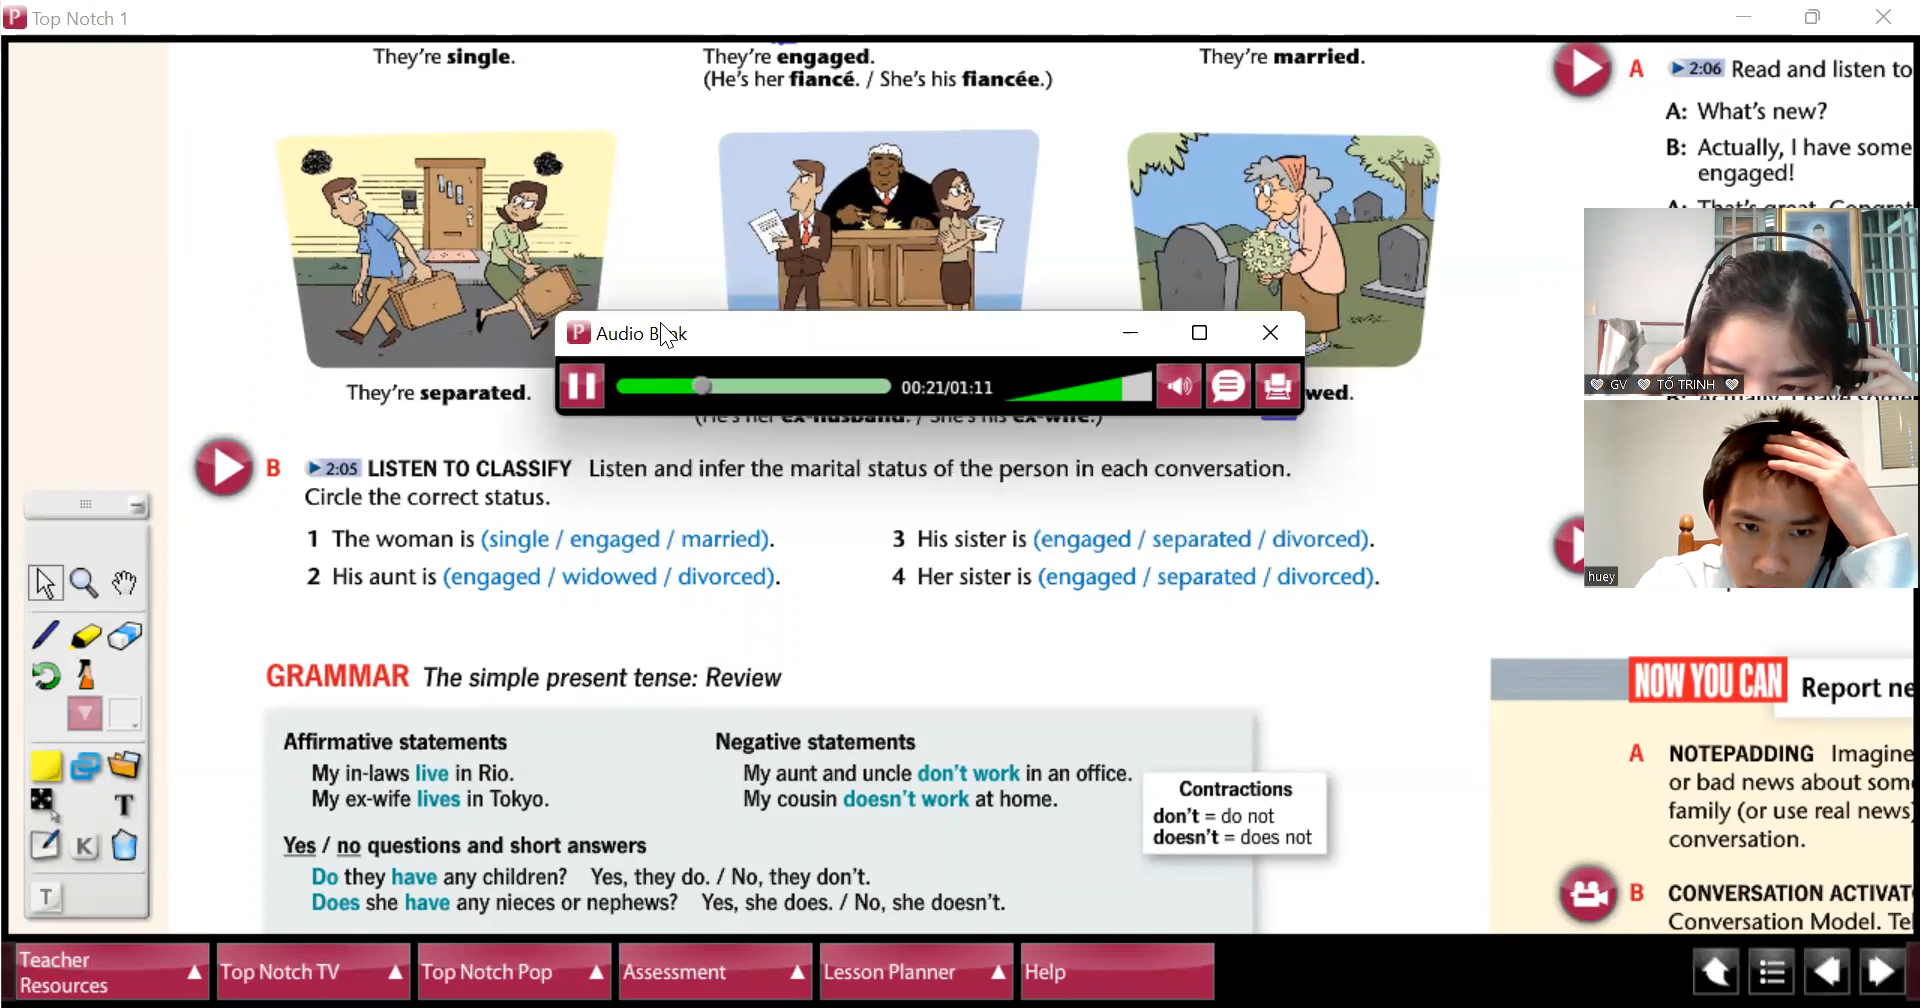 Top Notch 1
They're single.
They're engaged.
(He's her fiancé. / She's his fiancée.)
They're married.
They're separated.
wed.
Audio B
00:21/01:11
B 2:05 LISTEN TO CLASSIFY Listen and infer the marital status of the person in each conversation.
Circle the correct status.
1 The woman is (single / engaged / married).
2 His aunt is (engaged / widowed / divorced).
3 His sister is (engaged / separated / divorced).
4 Her sister is (engaged / separated / divorced).
GRAMMAR The simple present tense: Review
Affirmative statements
My in-laws live in Rio.
My ex-wife lives in Tokyo.
Negative statements
My aunt and uncle don't work in an office.
My cousin doesn't work at home.
Contractions
don't = do not
doesn't = does not
Yes / no questions and short answers
Do they have any children? Yes, they do. / No, they don't.
Does she have any nieces or nephews? Yes, she does. / No, she doesn't.
A 2:06 Read and listen to
A: What's new?
B: Actually, I have some
engaged!
GV TỐ TRINH
huey
NOW YOU CAN Report ne
A NOTEPADDING Imagine
or bad news about som
family (or use real news)
conversation.
B CONVERSATION ACTIVAT
Conversation Model. Tel
T
K
T
Teacher
Resources
Top Notch TV
Top Notch Pop
Assessment
Lesson Planner
Help